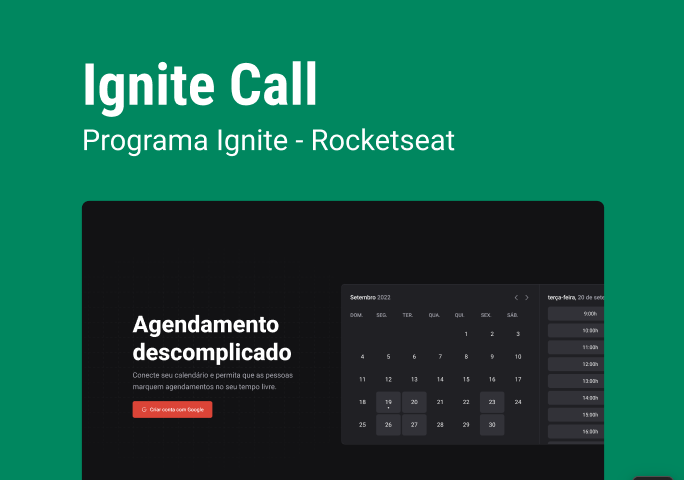 Ignite Call
Programa Ignite - Rocketseat
Agendamento
descomplicado
Conecte seu calendário e permita que as pessoas
marquem agendamentos no seu tempo livre.
Criar conta com Google
Setembro 2022
DOM. SEG. TER. QUA. QUI. SEX. SÁB.
1 2 3
4 5 6 7 8 9 10
11 12 13 14 15 16 17
18 19 20 21 22 23 24
25 26 27 28 29 30
terça-feira, 20 de sete
9:00h
10:00h
11:00h
12:00h
13:00h
14:00h
15:00h
16:00h